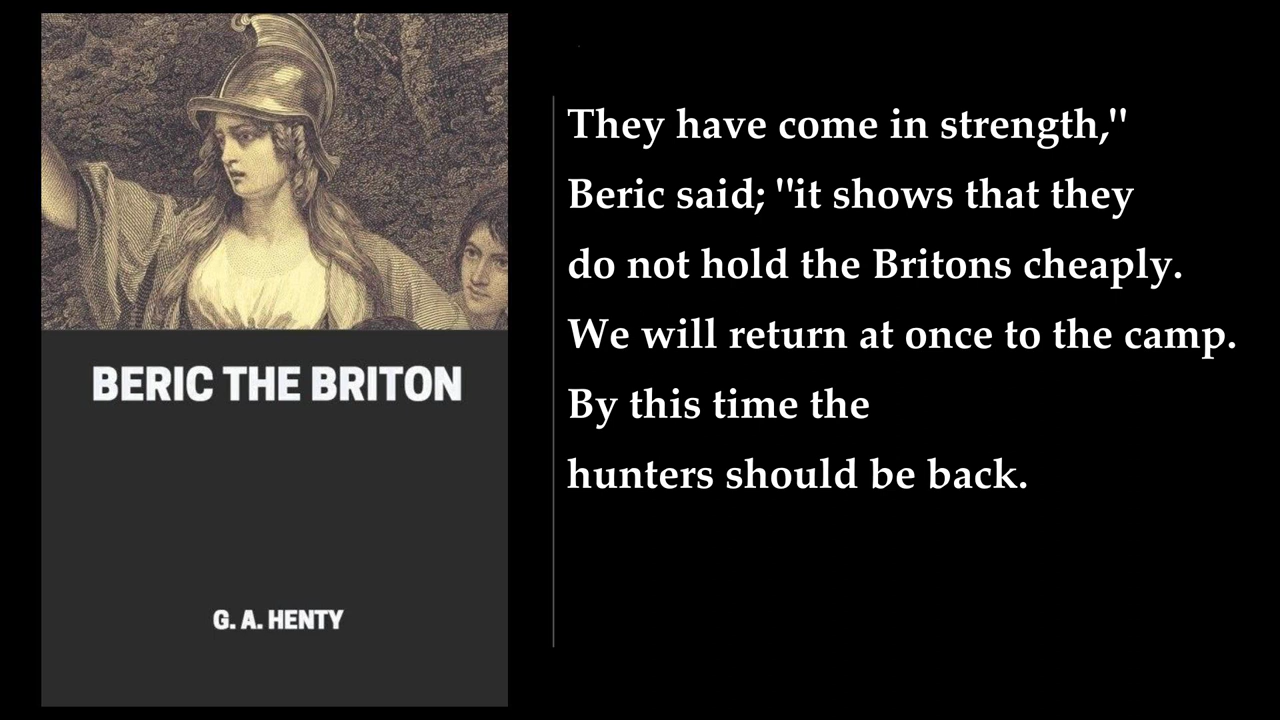 BERIC THE BRITON
G. A. HENTY
They have come in strength,"
Beric said; "it shows that they
do not hold the Britons cheaply.
We will return at once to the camp.
By this time the
hunters should be back.